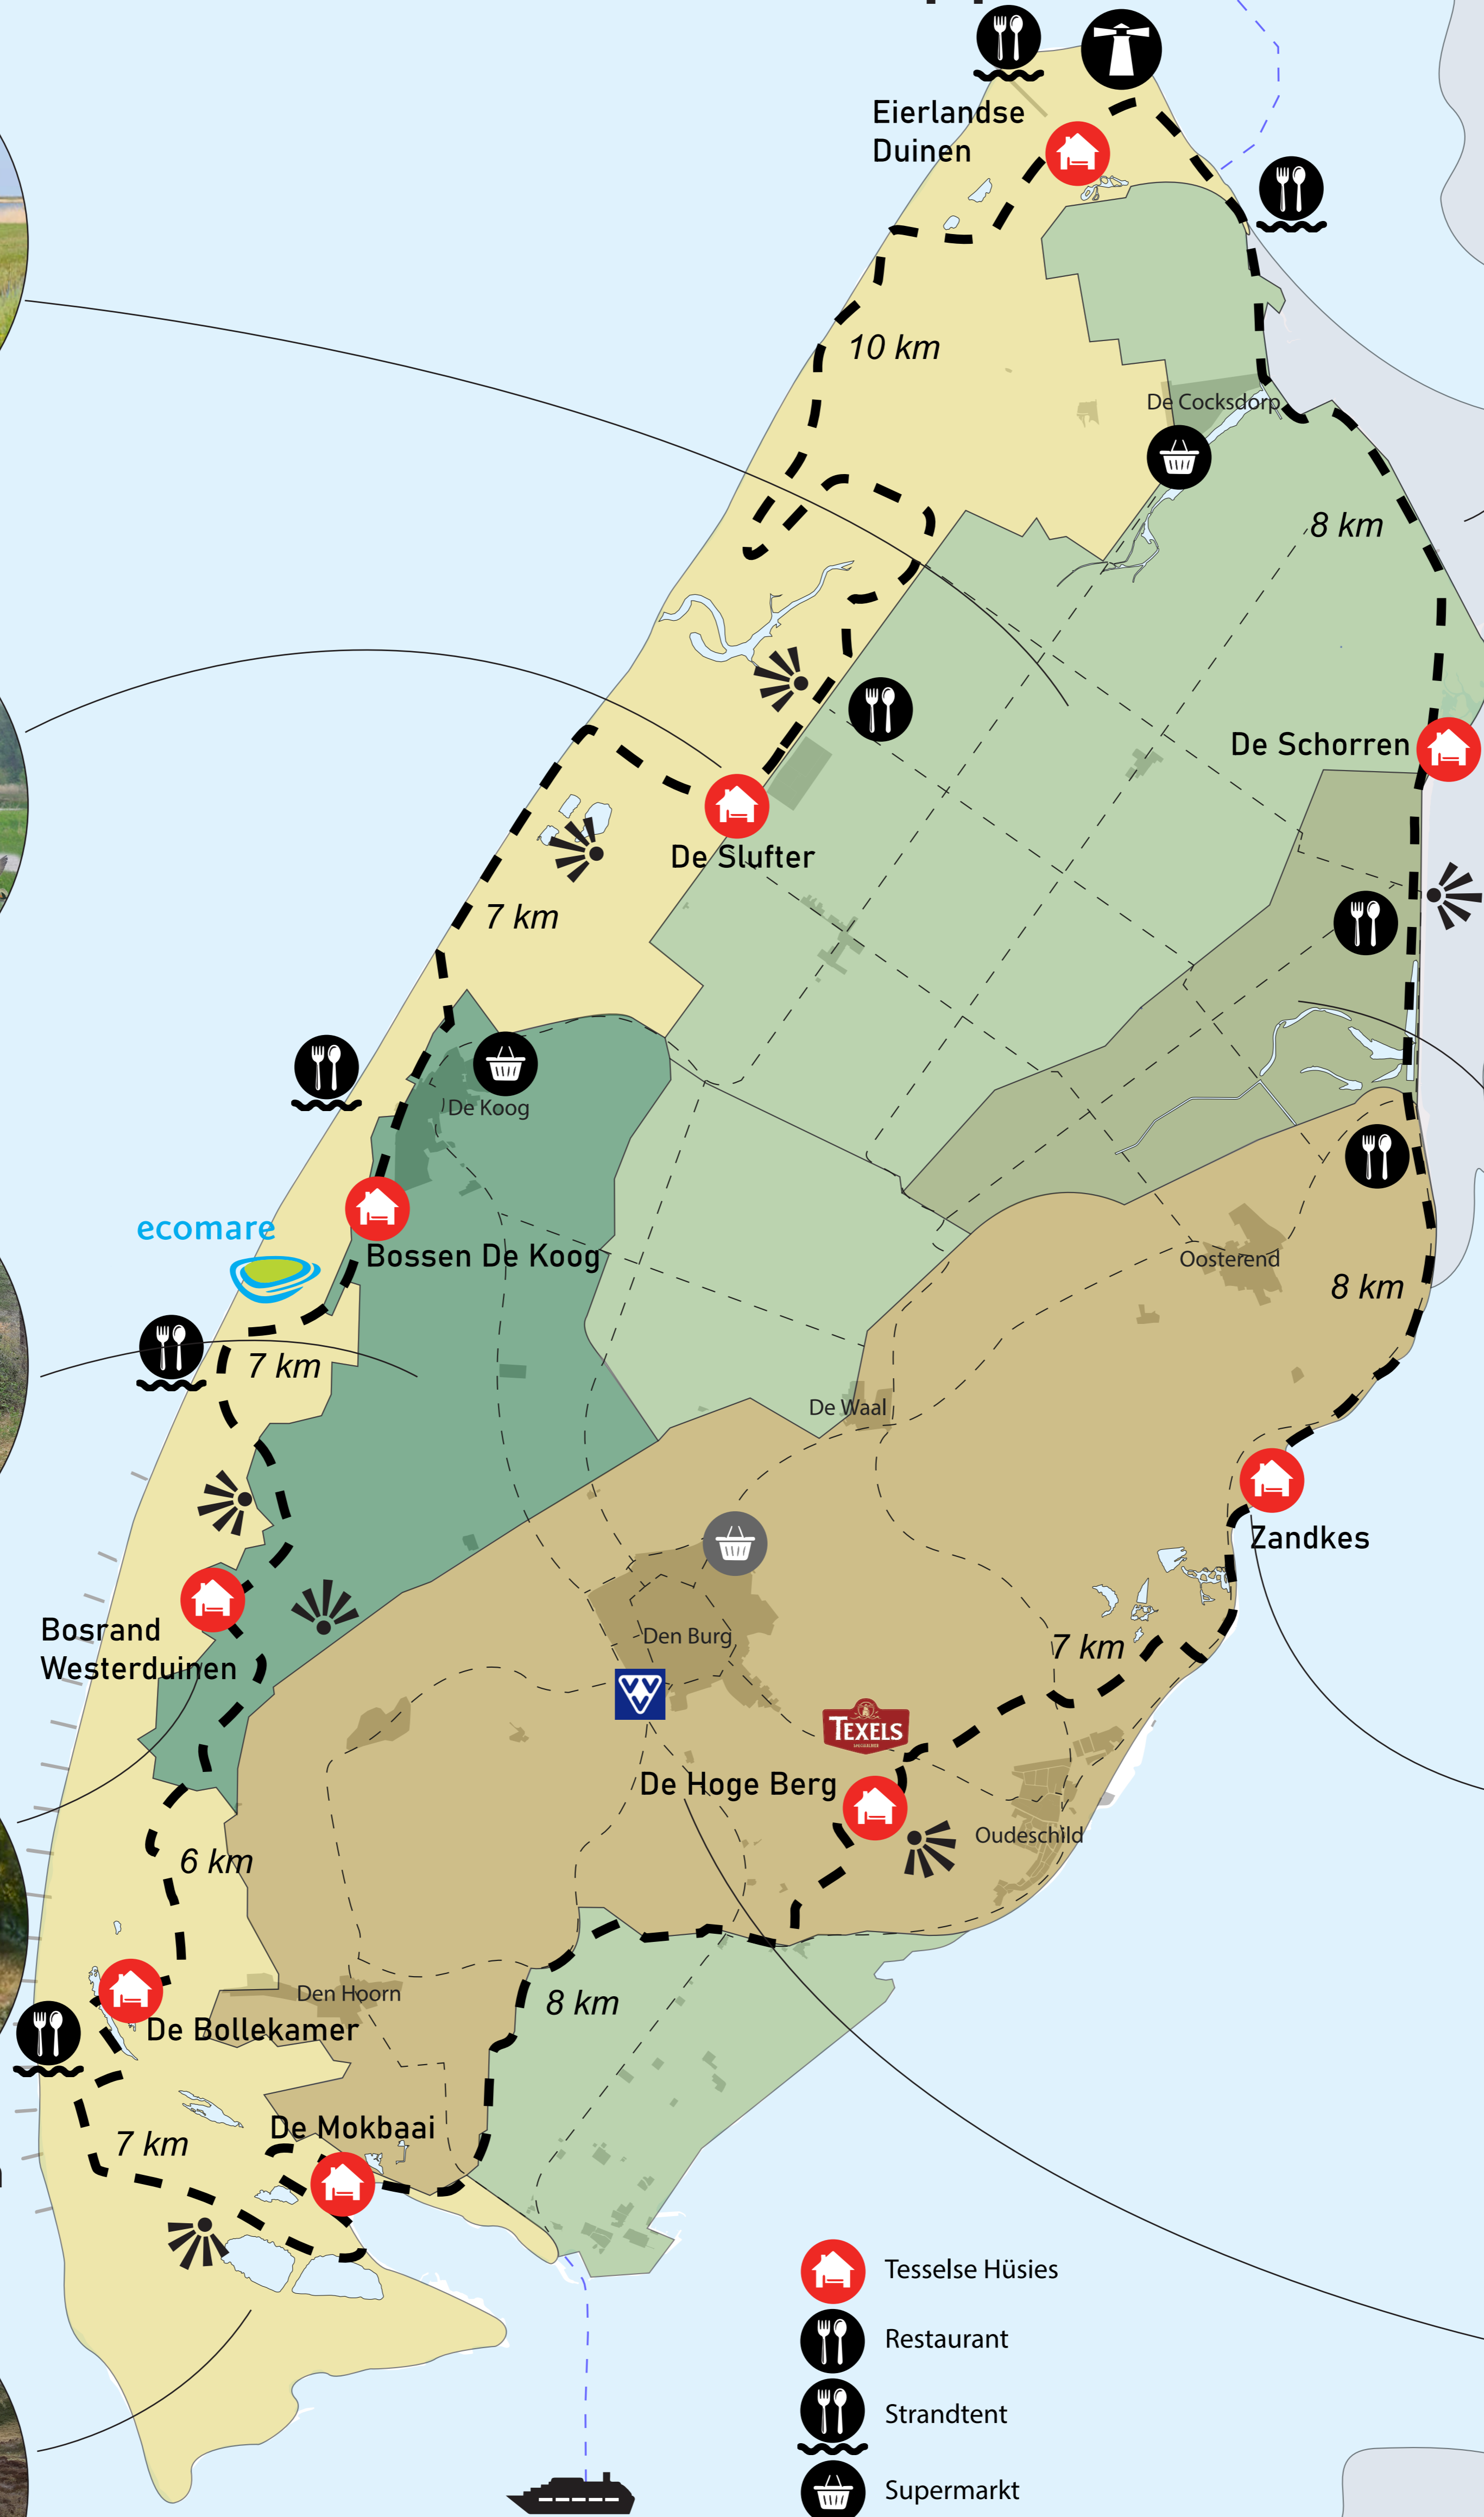 Eierlandse
Duinen
10 km
De Cocksdorp
8 km
De Schorren
De Slufter
7 km
De Koog
ecomare
Bossen De Koog
Oosterend
8 km
7 km
De Waal
Zandkes
Bosrand
Westerduinen
Den Burg
7 km
VVV
TEXELS
De Hoge Berg
Oudeschild
6 km
Den Hoorn
8 km
De Bollekamer
De Mokbaai
7 km
Tesselse Hüsies
Restaurant
Strandtent
Supermarkt